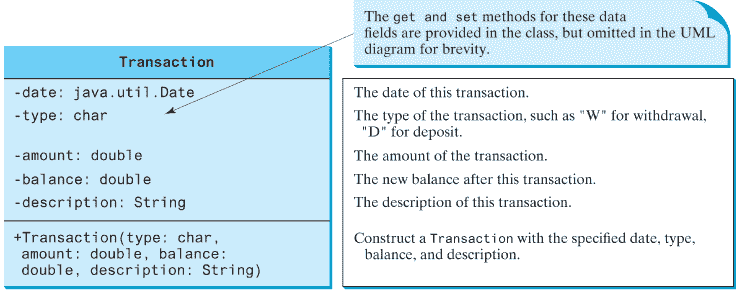 The get and set methods for these data
fields are provided in the class, but omitted in the UML
diagram for brevity.
Transaction
-date: java.util.Date
The date of this transaction.
-type: char
The type of the transaction, such as "W" for withdrawal,
"D" for deposit.
-amount: double
The amount of the transaction.
-balance: double
The new balance after this transaction.
-description: String
The description of this transaction.
+Transaction(type: char,
amount: double, balance:
double, description: String)
Construct a Transaction with the specified date, type,
balance, and description.